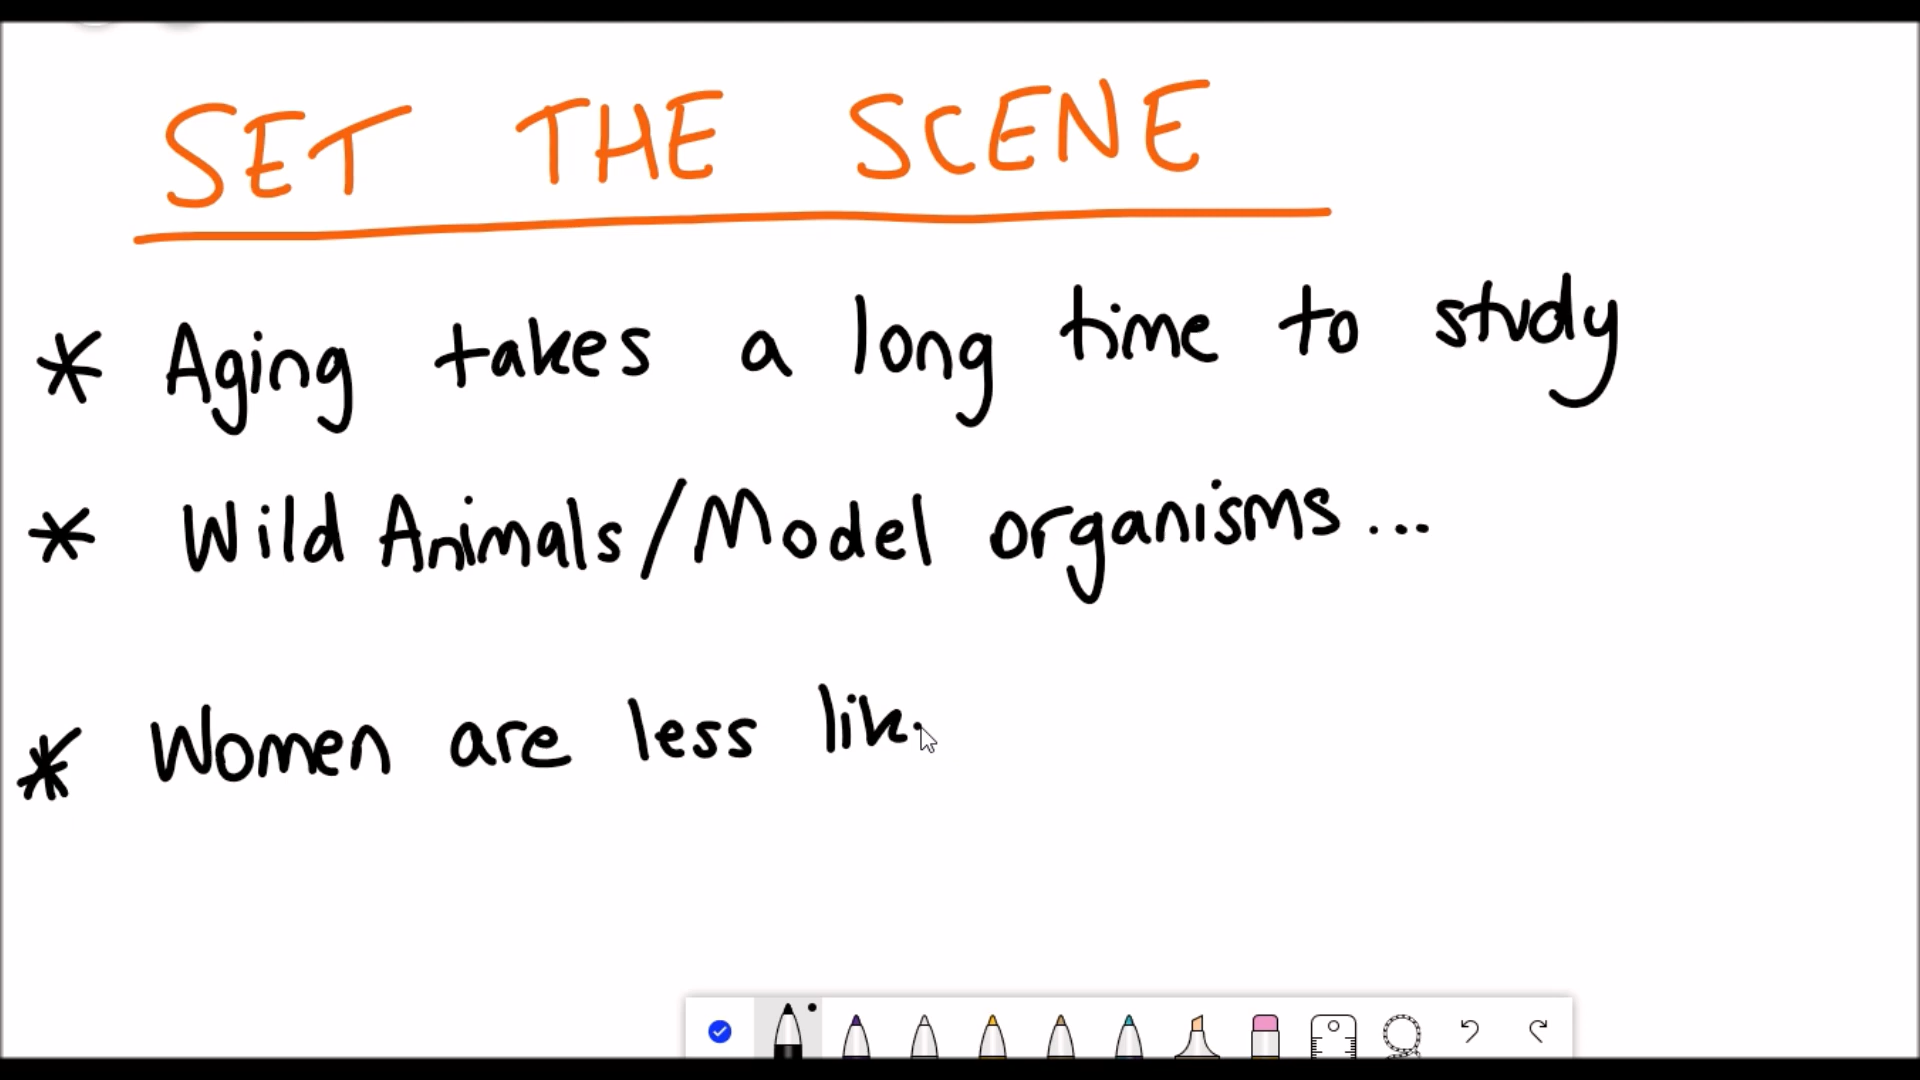 SET THE SCENE
* Aging takes a long time to study
* Wild Animals/Model organisms...
* Women are less lik